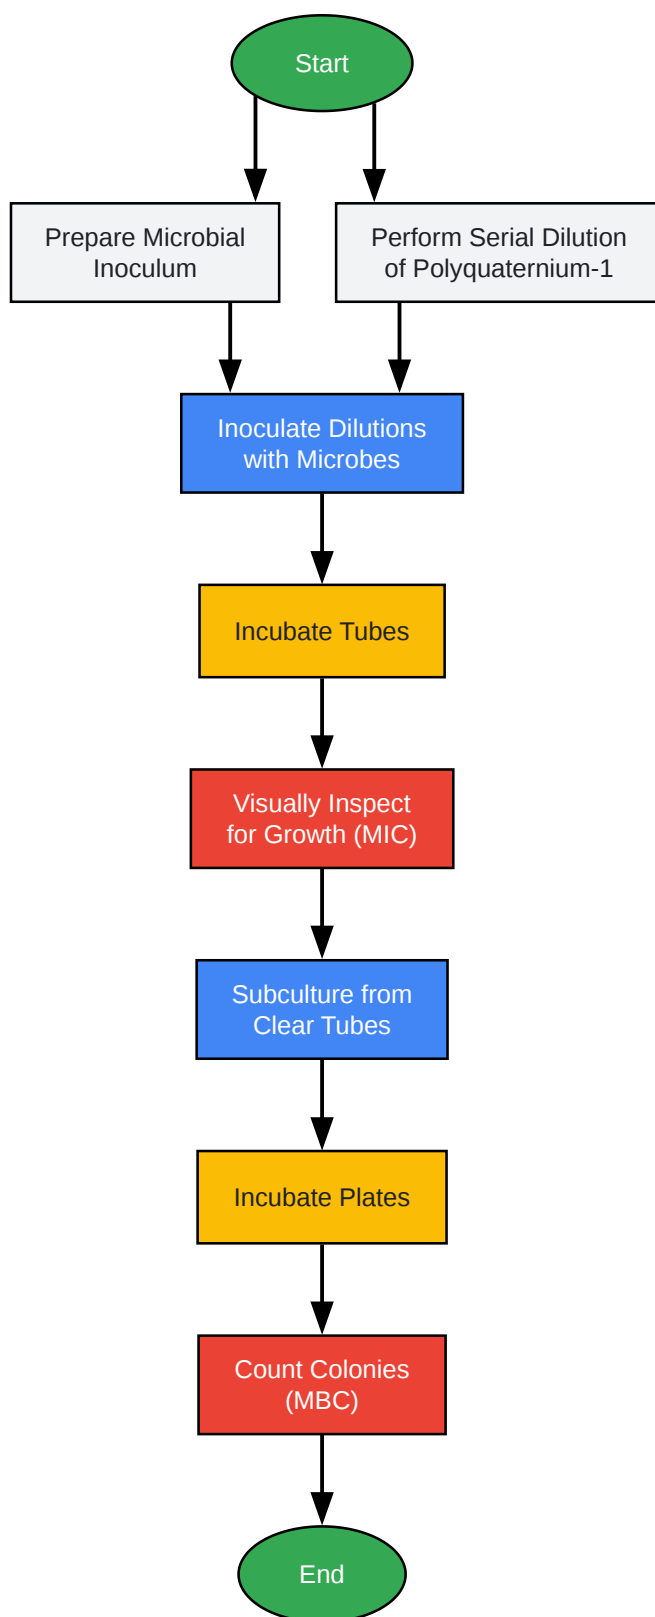 Start
Prepare Microbial
Inoculum
Perform Serial Dilution
of Polyquaternium-1
Inoculate Dilutions
with Microbes
Incubate Tubes
Visually Inspect
for Growth (MIC)
Subculture from
Clear Tubes
Incubate Plates
Count Colonies
(MBC)
End